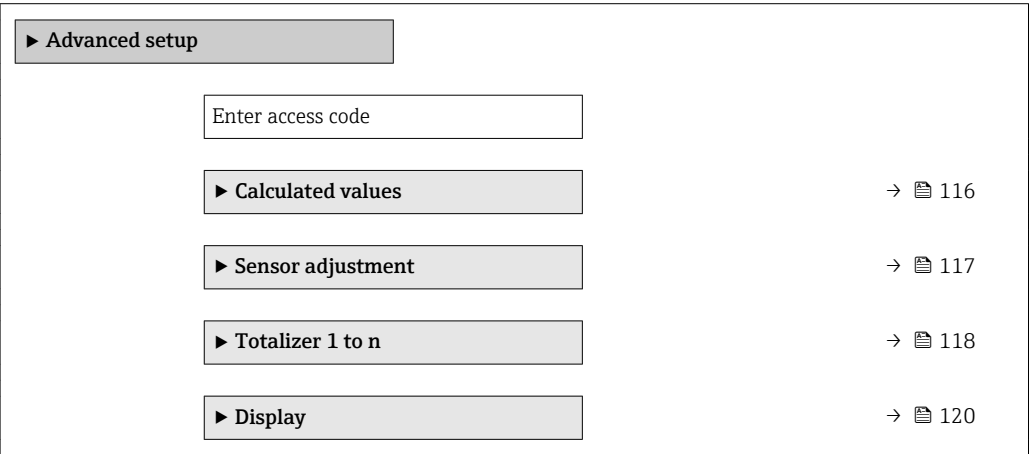 ▶ Advanced setup
Enter access code
▶ Calculated values → 🖹 116
▶ Sensor adjustment → 🖹 117
▶ Totalizer 1 to n → 🖹 118
▶ Display → 🖹 120